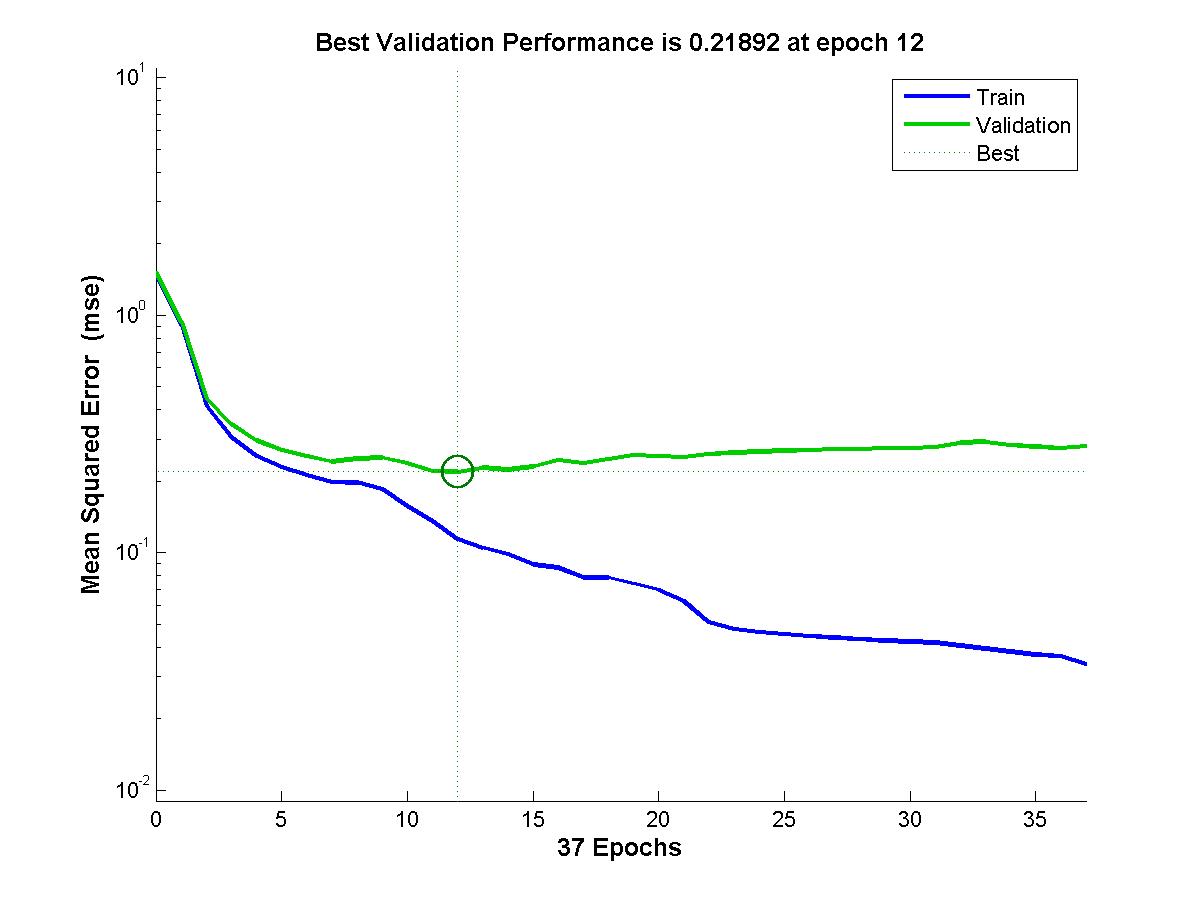 Best Validation Performance is 0.21892 at epoch 12
Train
Validation
Best
Mean Squared Error (mse)
10^1
10^0
10^-1
10^-2
0 5 10 15 20 25 30 35
37 Epochs